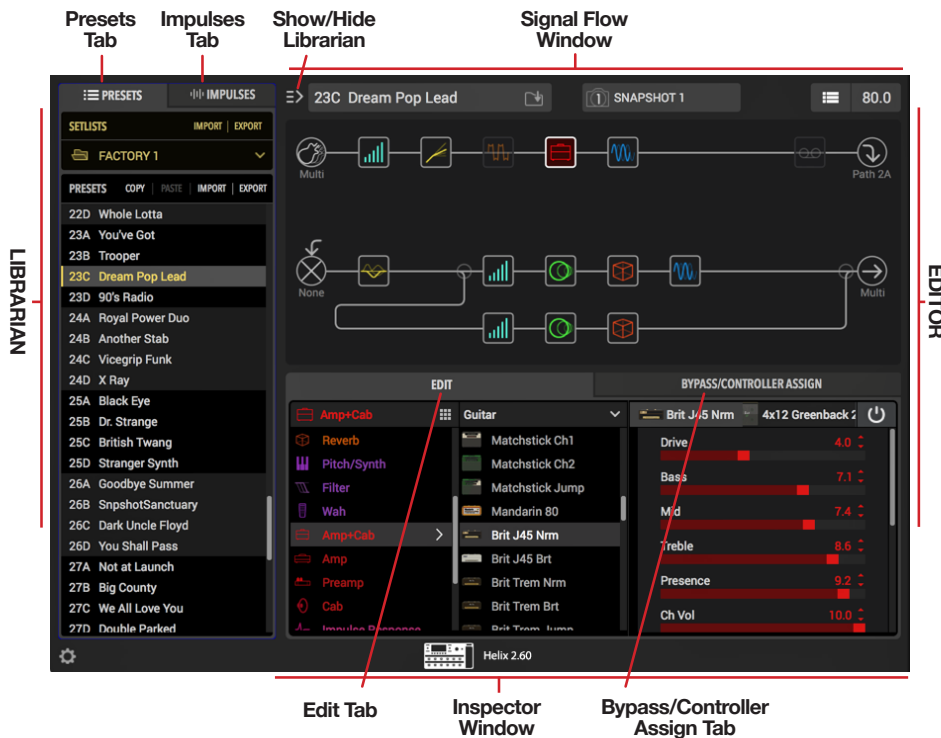 Presets Tab
Impulses Tab
Show/Hide Librarian
Signal Flow Window
LIBRARIAN
EDITOR
PRESETS
IMPULSES
23C Dream Pop Lead
1 SNAPSHOT 1
80.0
SETLISTS IMPORT | EXPORT
FACTORY 1
PRESETS COPY | PASTE | IMPORT | EXPORT
22D Whole Lotta
23A You've Got
23B Trooper
23C Dream Pop Lead
23D 90's Radio
24A Royal Power Duo
24B Another Stab
24C Vicegrip Funk
24D X Ray
25A Black Eye
25B Dr. Strange
25C British Twang
25D Stranger Synth
26A Goodbye Summer
26B SnpshotSanctuary
26C Dark Uncle Floyd
26D You Shall Pass
27A Not at Launch
27B Big County
27C We All Love You
27D Double Parked
Multi
Path 2A
None
Multi
EDIT
BYPASS/CONTROLLER ASSIGN
Amp+Cab
Reverb
Pitch/Synth
Filter
Wah
Amp+Cab
Amp
Preamp
Cab
Impulse Response
Guitar
Matchstick Ch1
Matchstick Ch2
Matchstick Jump
Mandarin 80
Brit J45 Nrm
Brit J45 Brt
Brit Trem Nrm
Brit Trem Brt
Brit Trem Jump
Brit J45 Nrm
4x12 Greenback 2
Drive 4.0
Bass 7.1
Mid 7.4
Treble 8.6
Presence 9.2
Ch Vol 10.0
Helix 2.60
Edit Tab
Inspector Window
Bypass/Controller Assign Tab